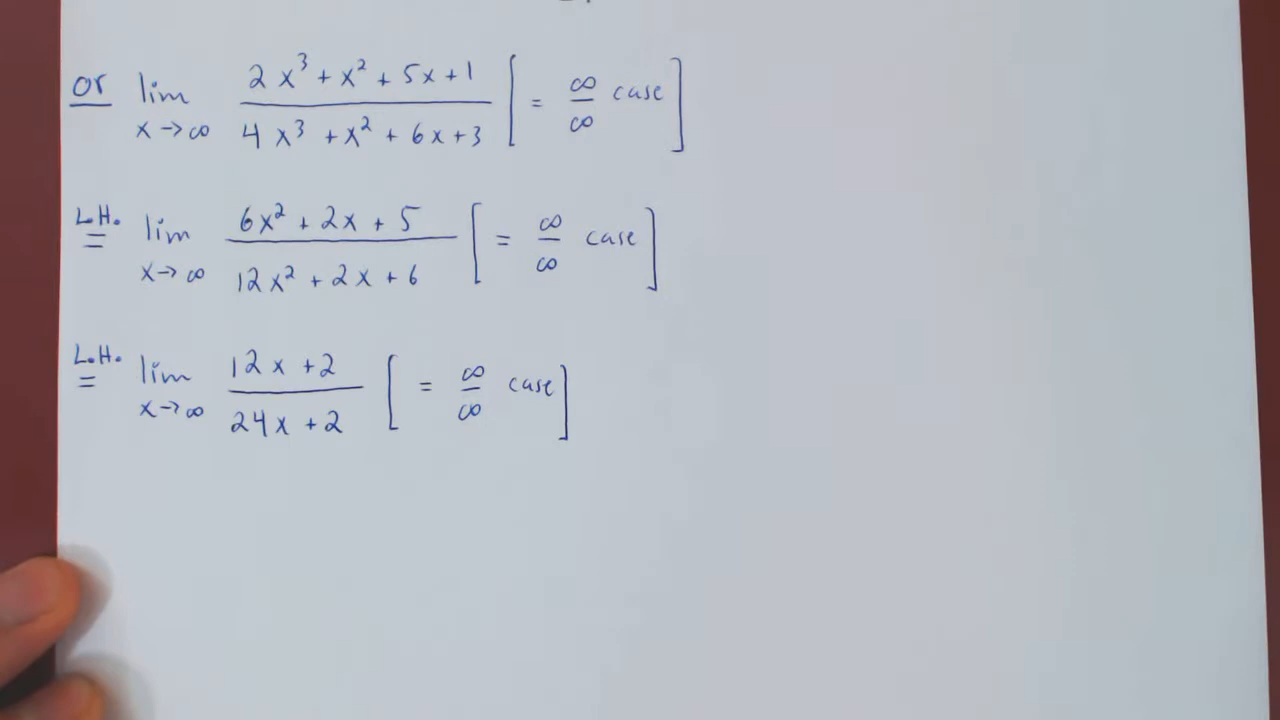 or lim x→∞ (2x³ + x² + 5x + 1)/(4x³ + x² + 6x + 3) [ = ∞/∞ case ]
L.H. = lim x→∞ (6x² + 2x + 5)/(12x² + 2x + 6) [ = ∞/∞ case ]
L.H. = lim x→∞ (12x + 2)/(24x + 2) [ = ∞/∞ case ]